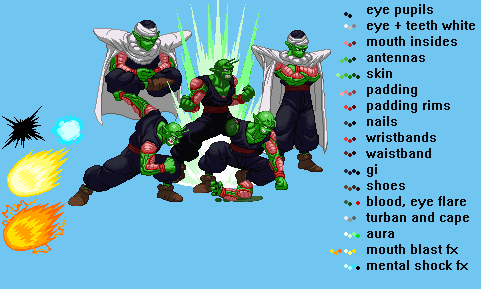 eye pupils
eye + teeth white
mouth insides
antennas
skin
padding
padding rims
nails
wristbands
waistband
gi
shoes
blood, eye flare
turban and cape
aura
mouth blast fx
mental shock fx